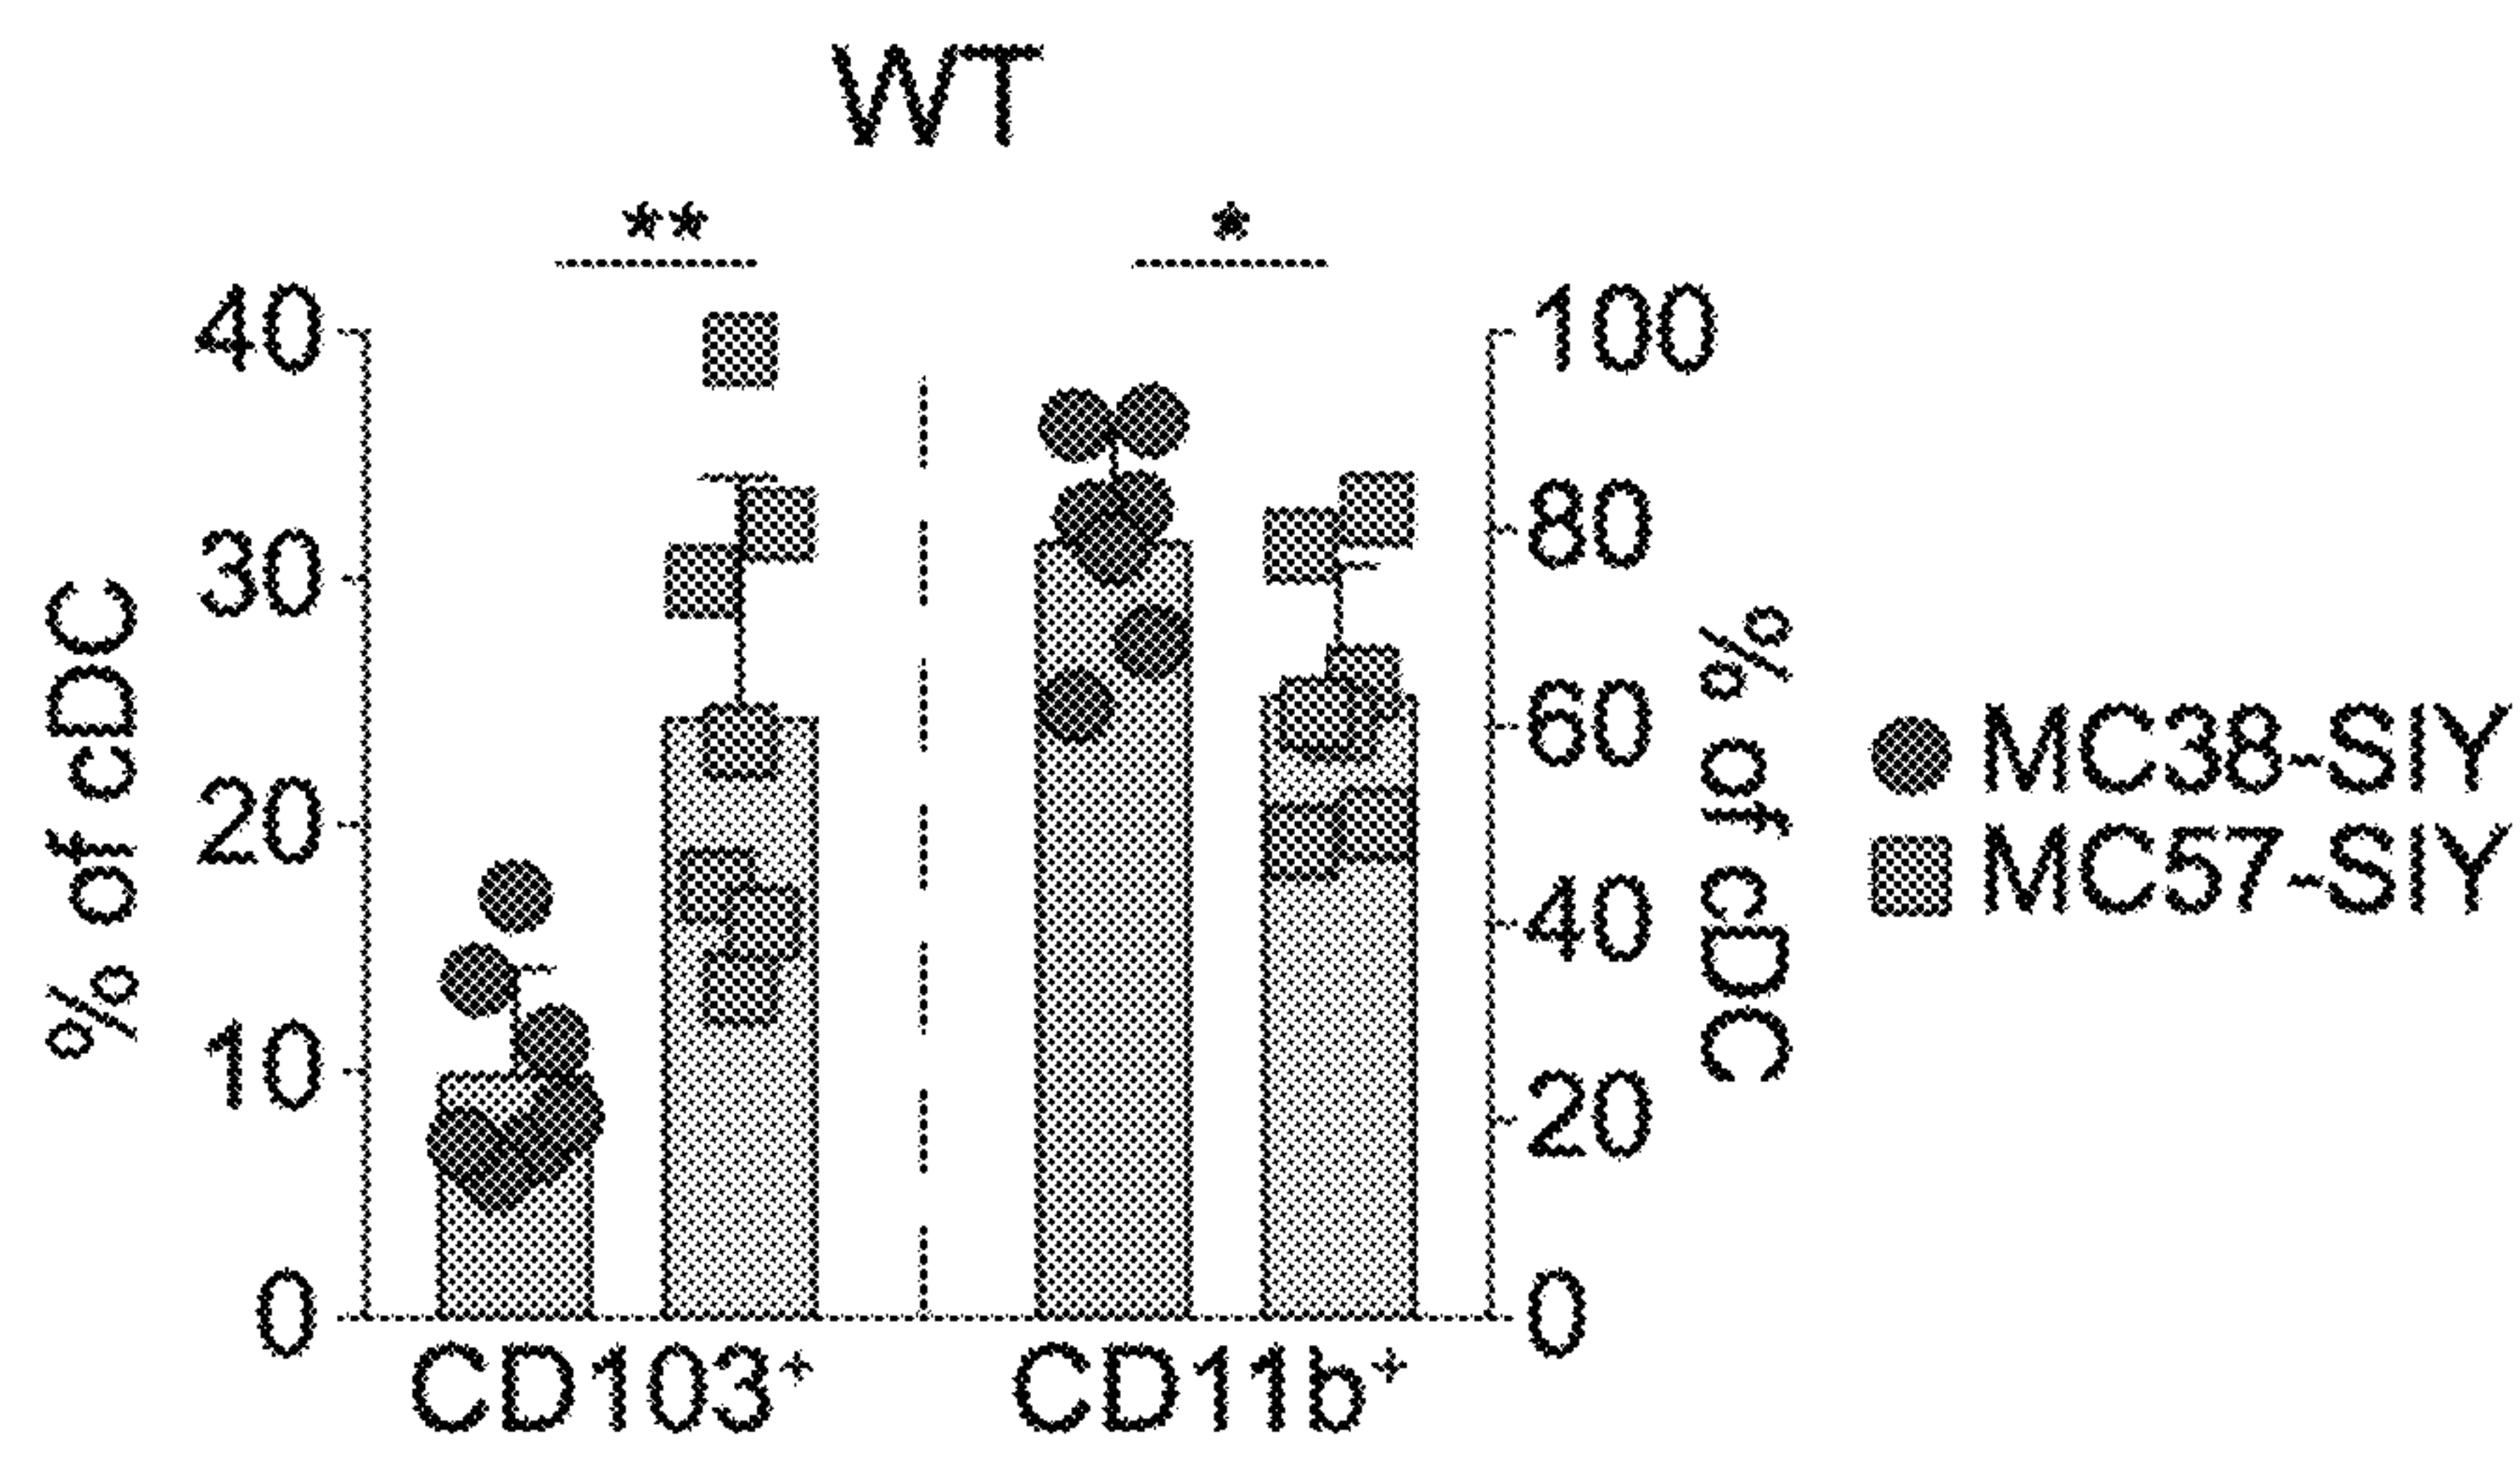 WT
** *
40
30
20
10
0
% of cDC
100
80
60
40
20
0
% of cDC
CD103⁺ CD11b⁺
MC38-SIY
MC57-SIY